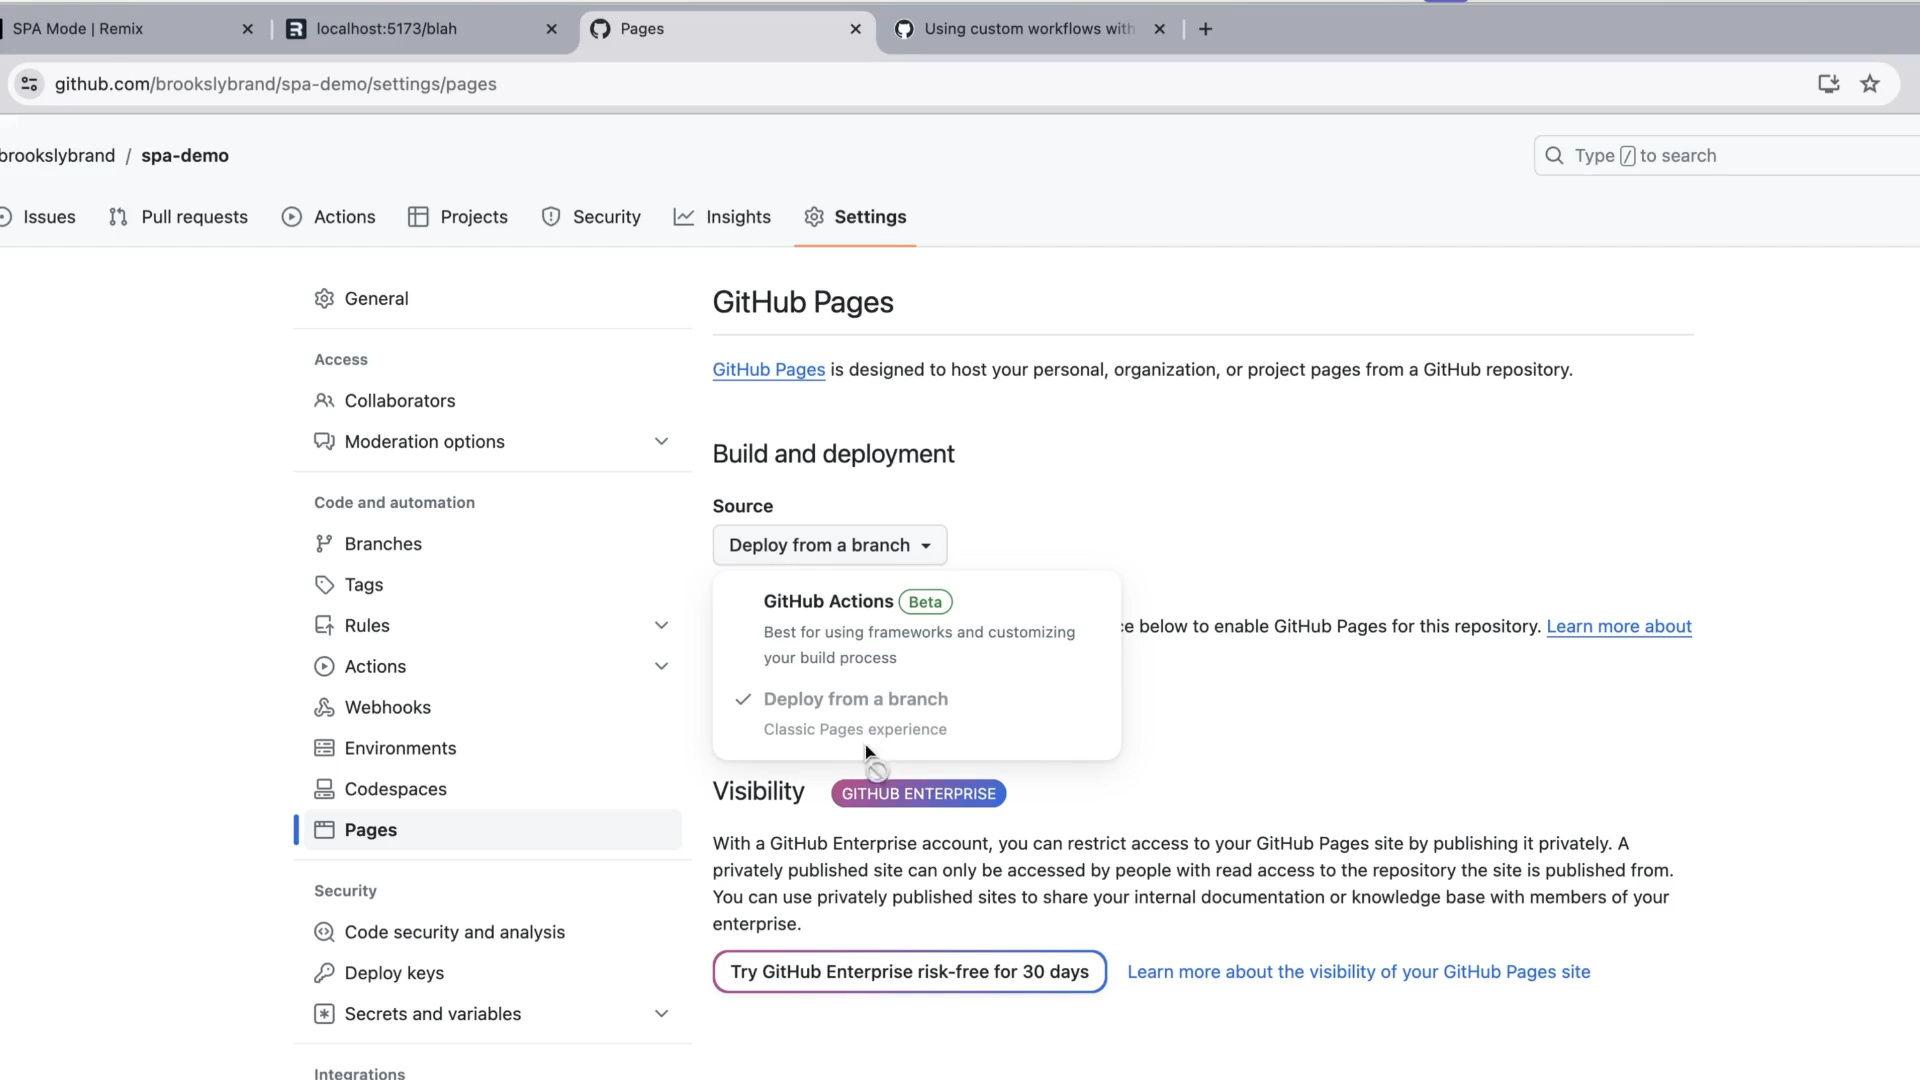 SPA Mode | Remix
localhost:5173/blah
Pages
Using custom workflows with
github.com/brookslybrand/spa-demo/settings/pages
brookslybrand / spa-demo
Type / to search
Issues
Pull requests
Actions
Projects
Security
Insights
Settings
General
Access
Collaborators
Moderation options
Code and automation
Branches
Tags
Rules
Actions
Webhooks
Environments
Codespaces
Pages
Security
Code security and analysis
Deploy keys
Secrets and variables
Integrations
GitHub Pages
GitHub Pages is designed to host your personal, organization, or project pages from a GitHub repository.
Build and deployment
Source
Deploy from a branch
GitHub Actions Beta
Best for using frameworks and customizing
your build process
Deploy from a branch
Classic Pages experience
ce below to enable GitHub Pages for this repository. Learn more about
Visibility GITHUB ENTERPRISE
With a GitHub Enterprise account, you can restrict access to your GitHub Pages site by publishing it privately. A
privately published site can only be accessed by people with read access to the repository the site is published from.
You can use privately published sites to share your internal documentation or knowledge base with members of your
enterprise.
Try GitHub Enterprise risk-free for 30 days
Learn more about the visibility of your GitHub Pages site